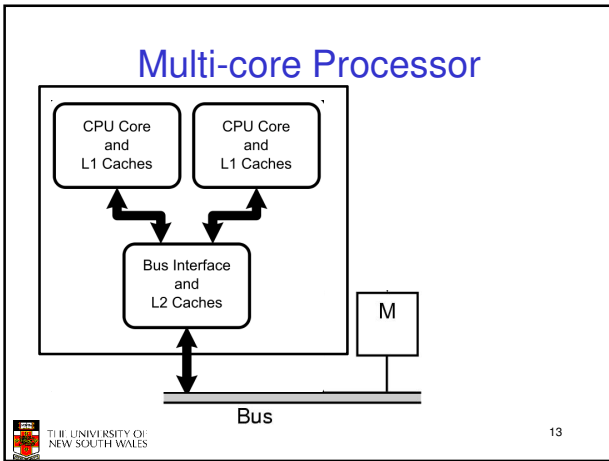 Multi-core Processor
CPU Core
and
L1 Caches
CPU Core
and
L1 Caches
Bus Interface
and
L2 Caches
M
Bus
THE UNIVERSITY OF
NEW SOUTH WALES
13